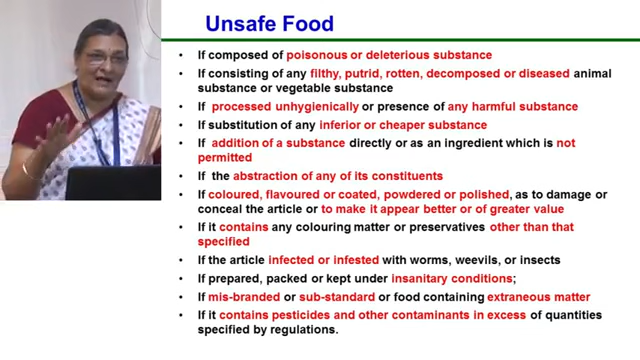 Unsafe Food
• If composed of poisonous or deleterious substance
• If consisting of any filthy, putrid, rotten, decomposed or diseased animal
substance or vegetable substance
• If processed unhygienically or presence of any harmful substance
• If substitution of any inferior or cheaper substance
• If addition of a substance directly or as an ingredient which is not
permitted
• If the abstraction of any of its constituents
• If coloured, flavoured or coated, powdered or polished, as to damage or
conceal the article or to make it appear better or of greater value
• If it contains any colouring matter or preservatives other than that
specified
• If the article infected or infested with worms, weevils, or insects
• If prepared, packed or kept under insanitary conditions;
• If mis-branded or sub-standard or food containing extraneous matter
• If it contains pesticides and other contaminants in excess of quantities
specified by regulations.